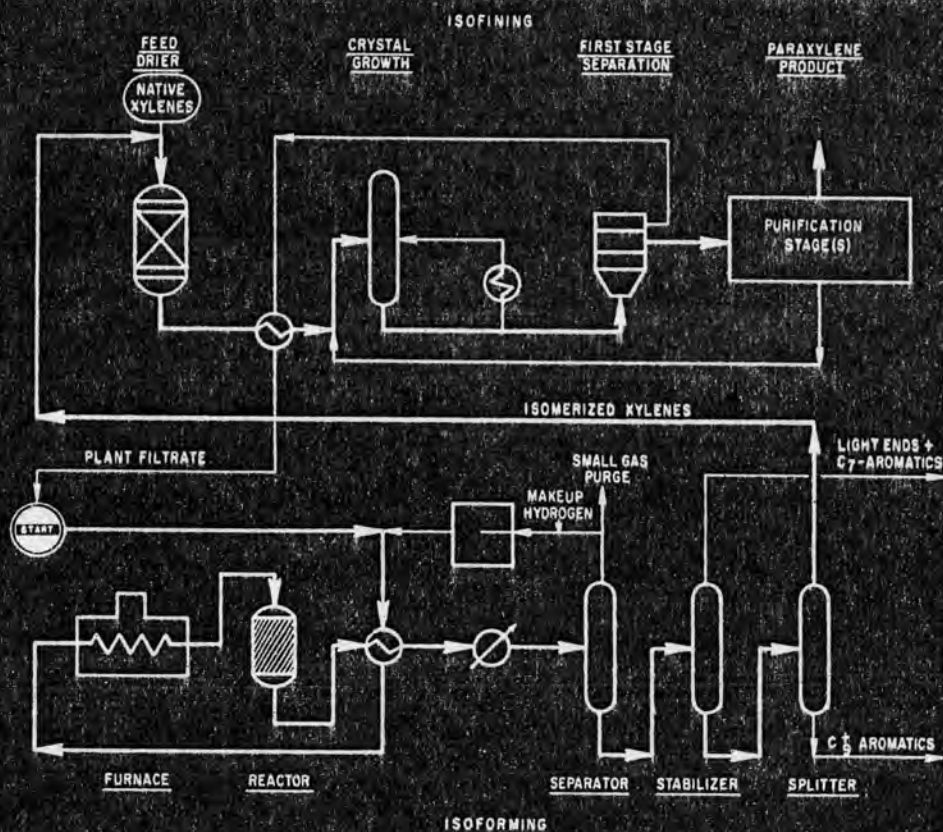 ISOFINING
FEED
DRIER
CRYSTAL
GROWTH
FIRST STAGE
SEPARATION
PARAXYLENE
PRODUCT
NATIVE
XYLENES
PURIFICATION
STAGE(S)
ISOMERIZED XYLENES
PLANT FILTRATE
SMALL GAS
PURGE
LIGHT ENDS +
C7-AROMATICS
MAKEUP
HYDROGEN
START
C9+ AROMATICS
FURNACE
REACTOR
SEPARATOR
STABILIZER
SPLITTER
ISOFORMING